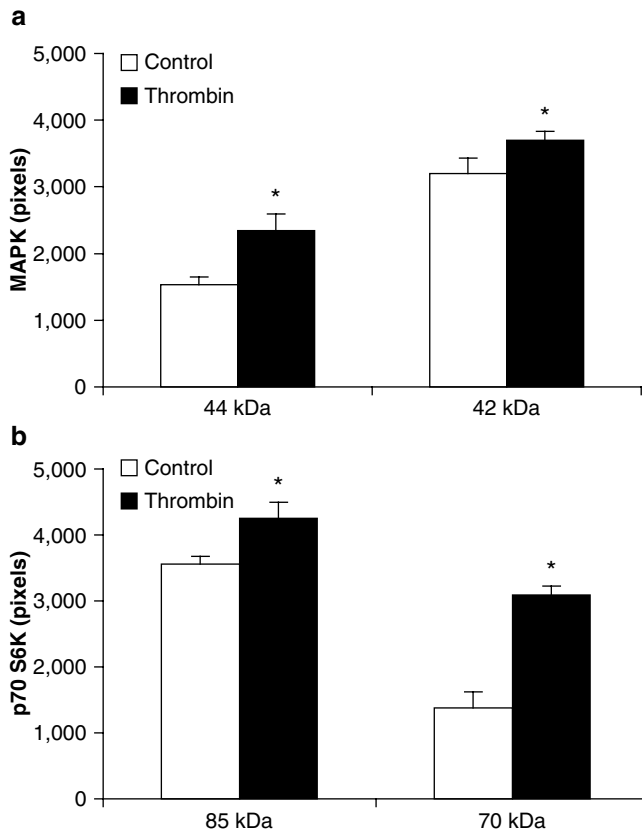 a
MAPK (pixels)
5,000
4,000
3,000
2,000
1,000
0
Control
Thrombin
*
*
44 kDa
42 kDa
b
p70 S6K (pixels)
5,000
4,000
3,000
2,000
1,000
0
Control
Thrombin
*
*
85 kDa
70 kDa